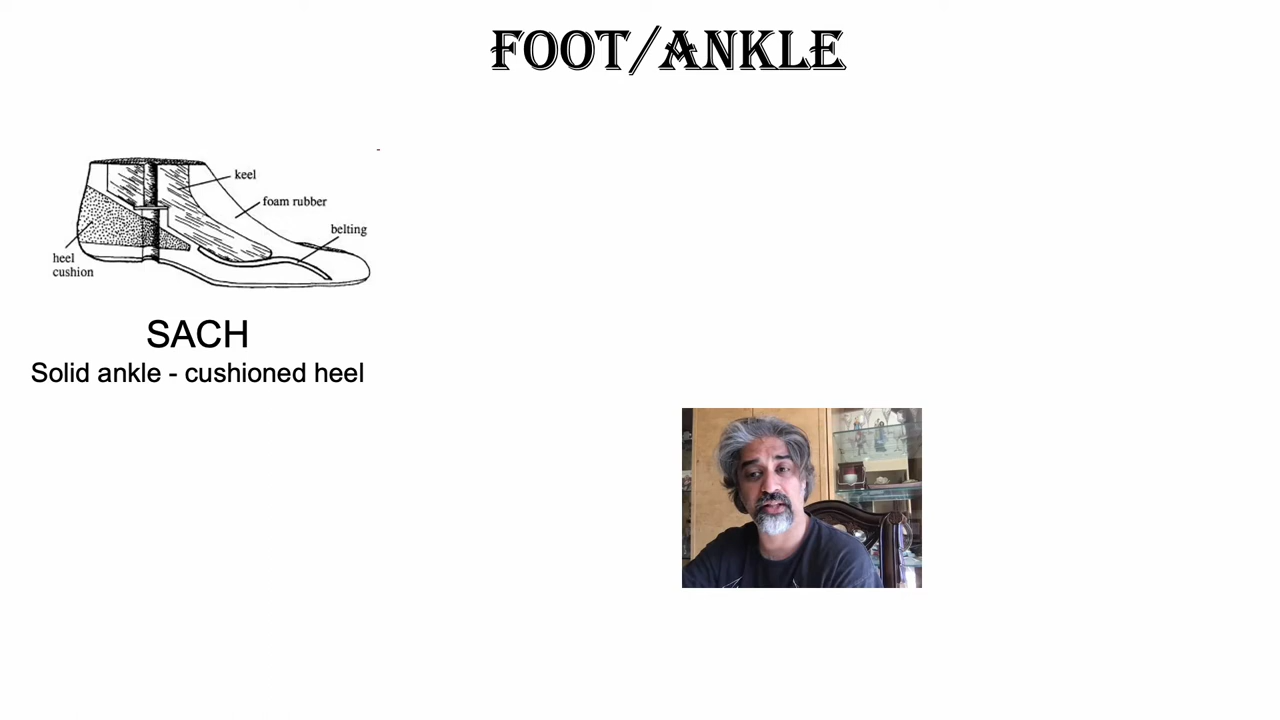 FOOT/ANKLE
keel
foam rubber
belting
heel
cushion
SACH
Solid ankle - cushioned heel